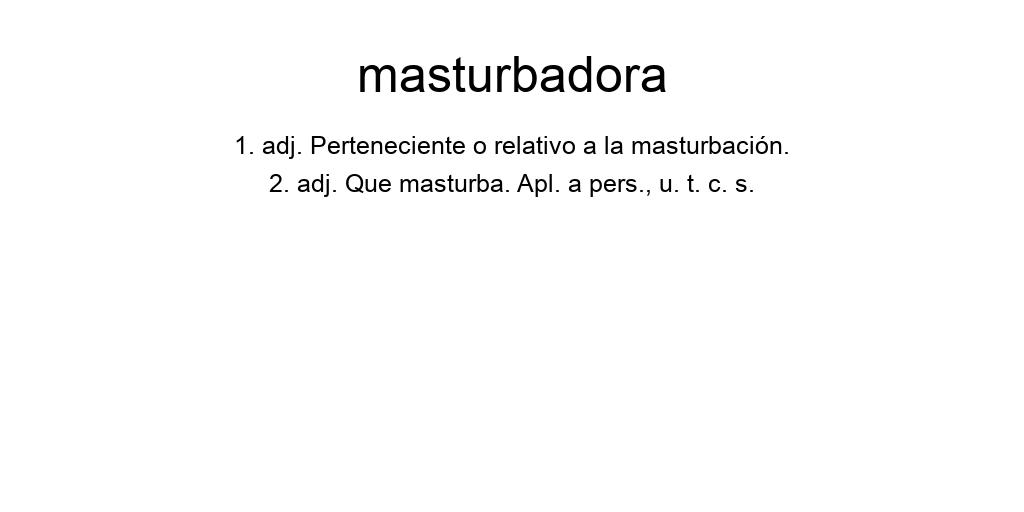 masturbadora
1. adj. Perteneciente o relativo a la masturbación.
2. adj. Que masturba. Apl. a pers., u. t. c. s.